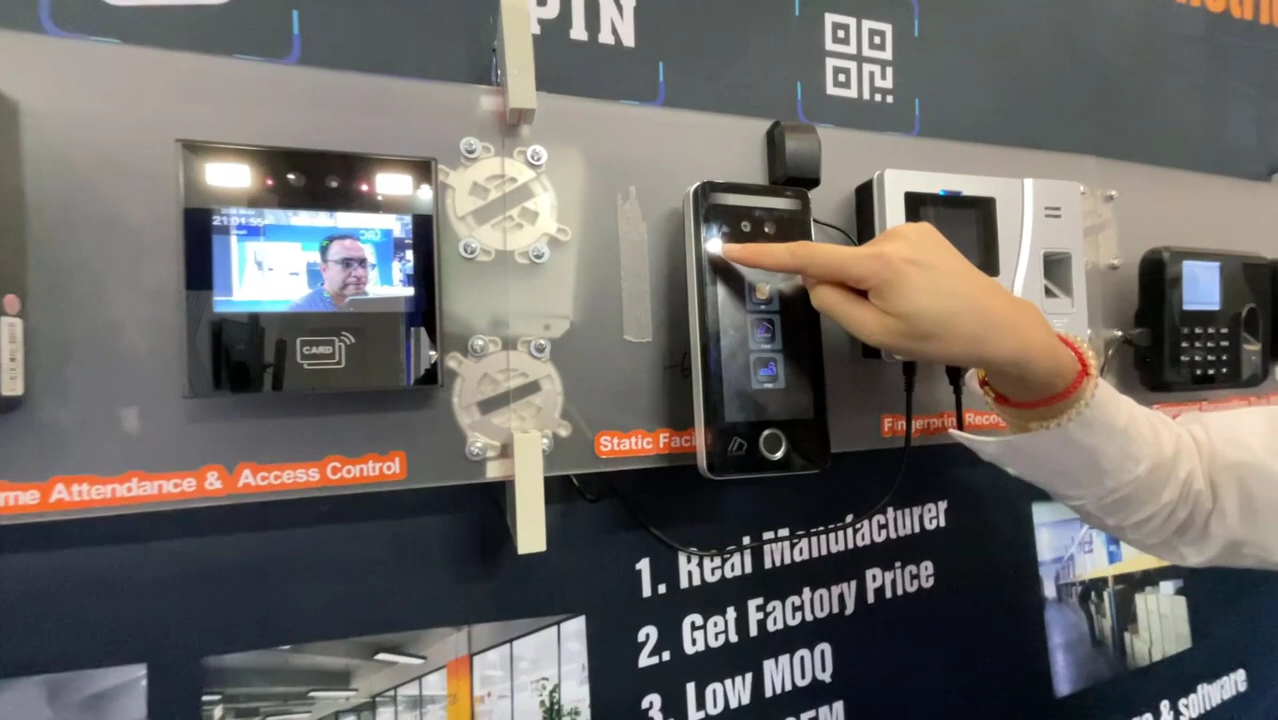 PIN
21:01:55
CARD
me Attendance & Access Control
Static Faci
Fingerprint Recog
1. Real Manufacturer
2. Get Factory Price
3. Low MOQ
& software